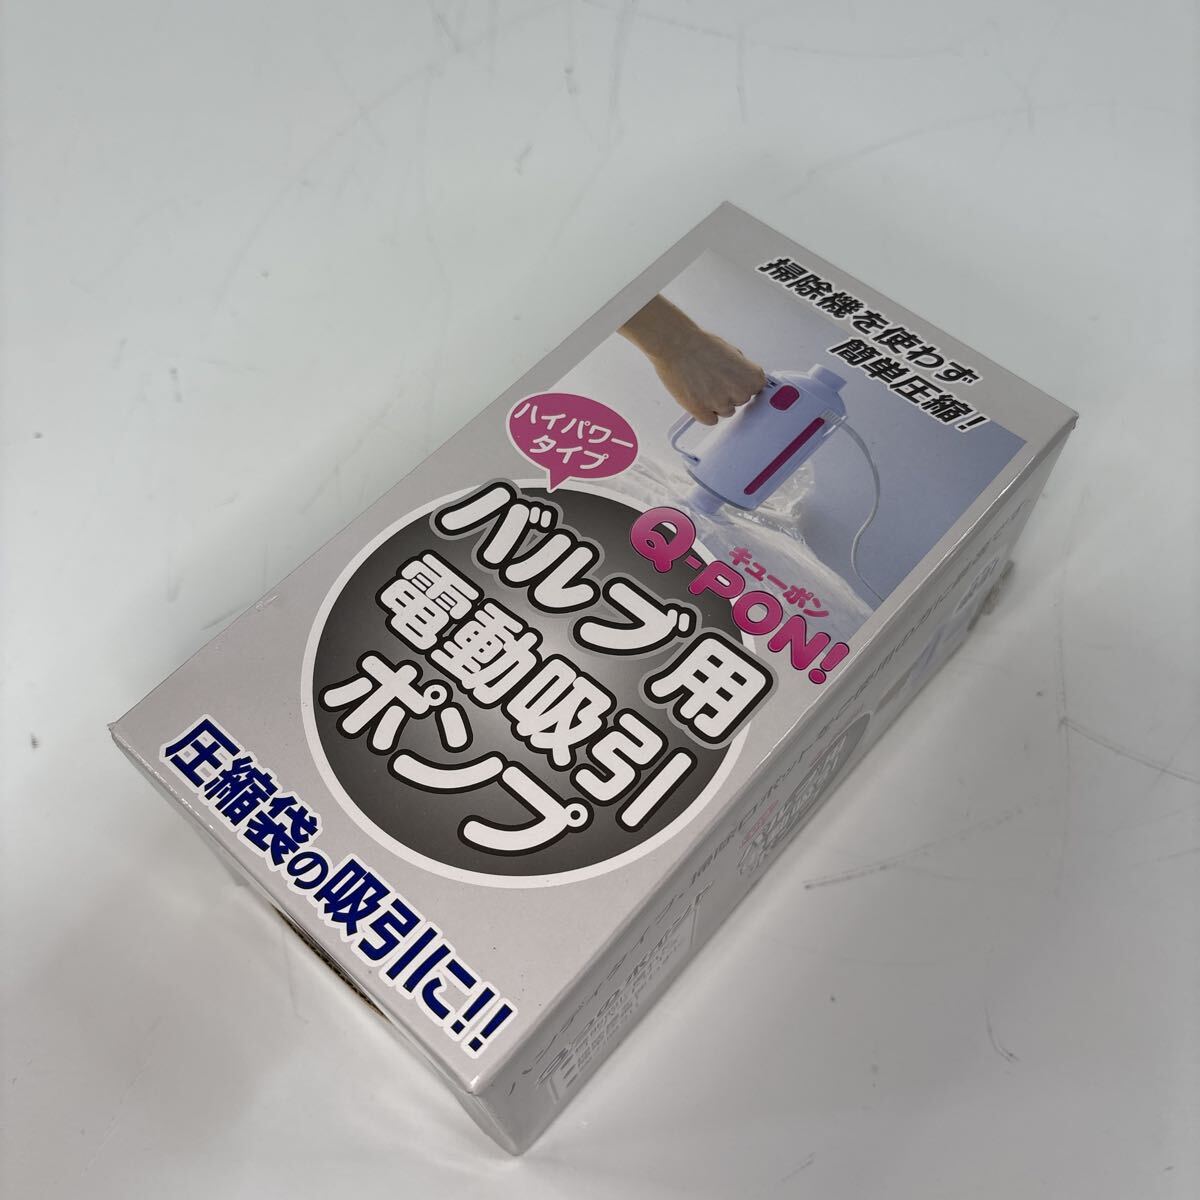 掃除機を使わず
簡単圧縮!
ハイパワー
タイプ
キューポン
Q-PON!
バルブ用
電動吸引
ポンプ
圧縮袋の吸引に!!